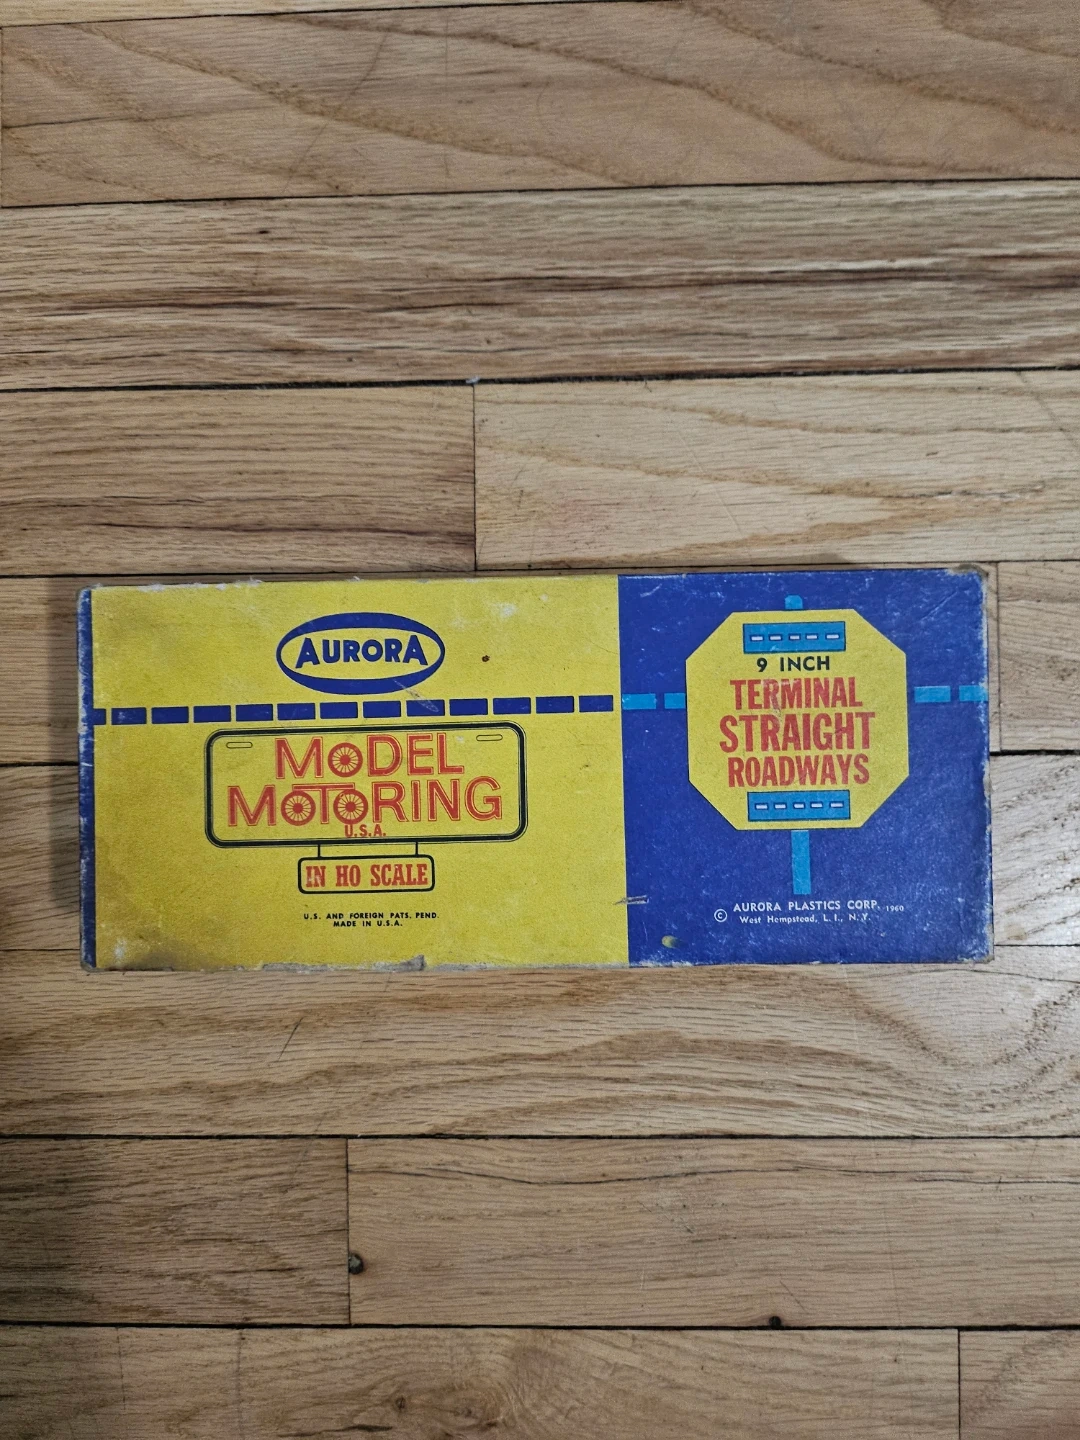 AURORA
MODEL
MOTORING
U.S.A.
IN HO SCALE
U.S. AND FOREIGN PATS. PEND.
MADE IN U.S.A.
9 INCH
TERMINAL
STRAIGHT
ROADWAYS
© AURORA PLASTICS CORP. 1960
West Hempstead, L. I., N.Y.